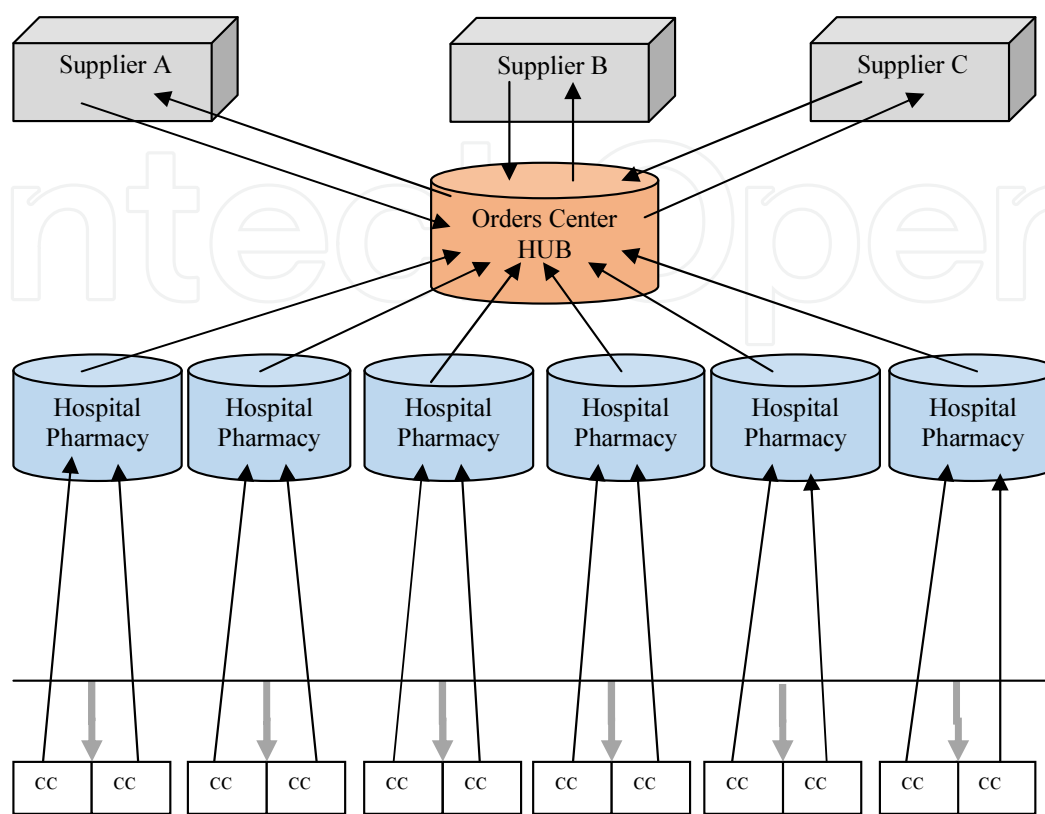 Supplier A
Supplier B
Supplier C
Orders Center
HUB
Hospital
Pharmacy
Hospital
Pharmacy
Hospital
Pharmacy
Hospital
Pharmacy
Hospital
Pharmacy
Hospital
Pharmacy
cc
cc
cc
cc
cc
cc
cc
cc
cc
cc
cc
cc